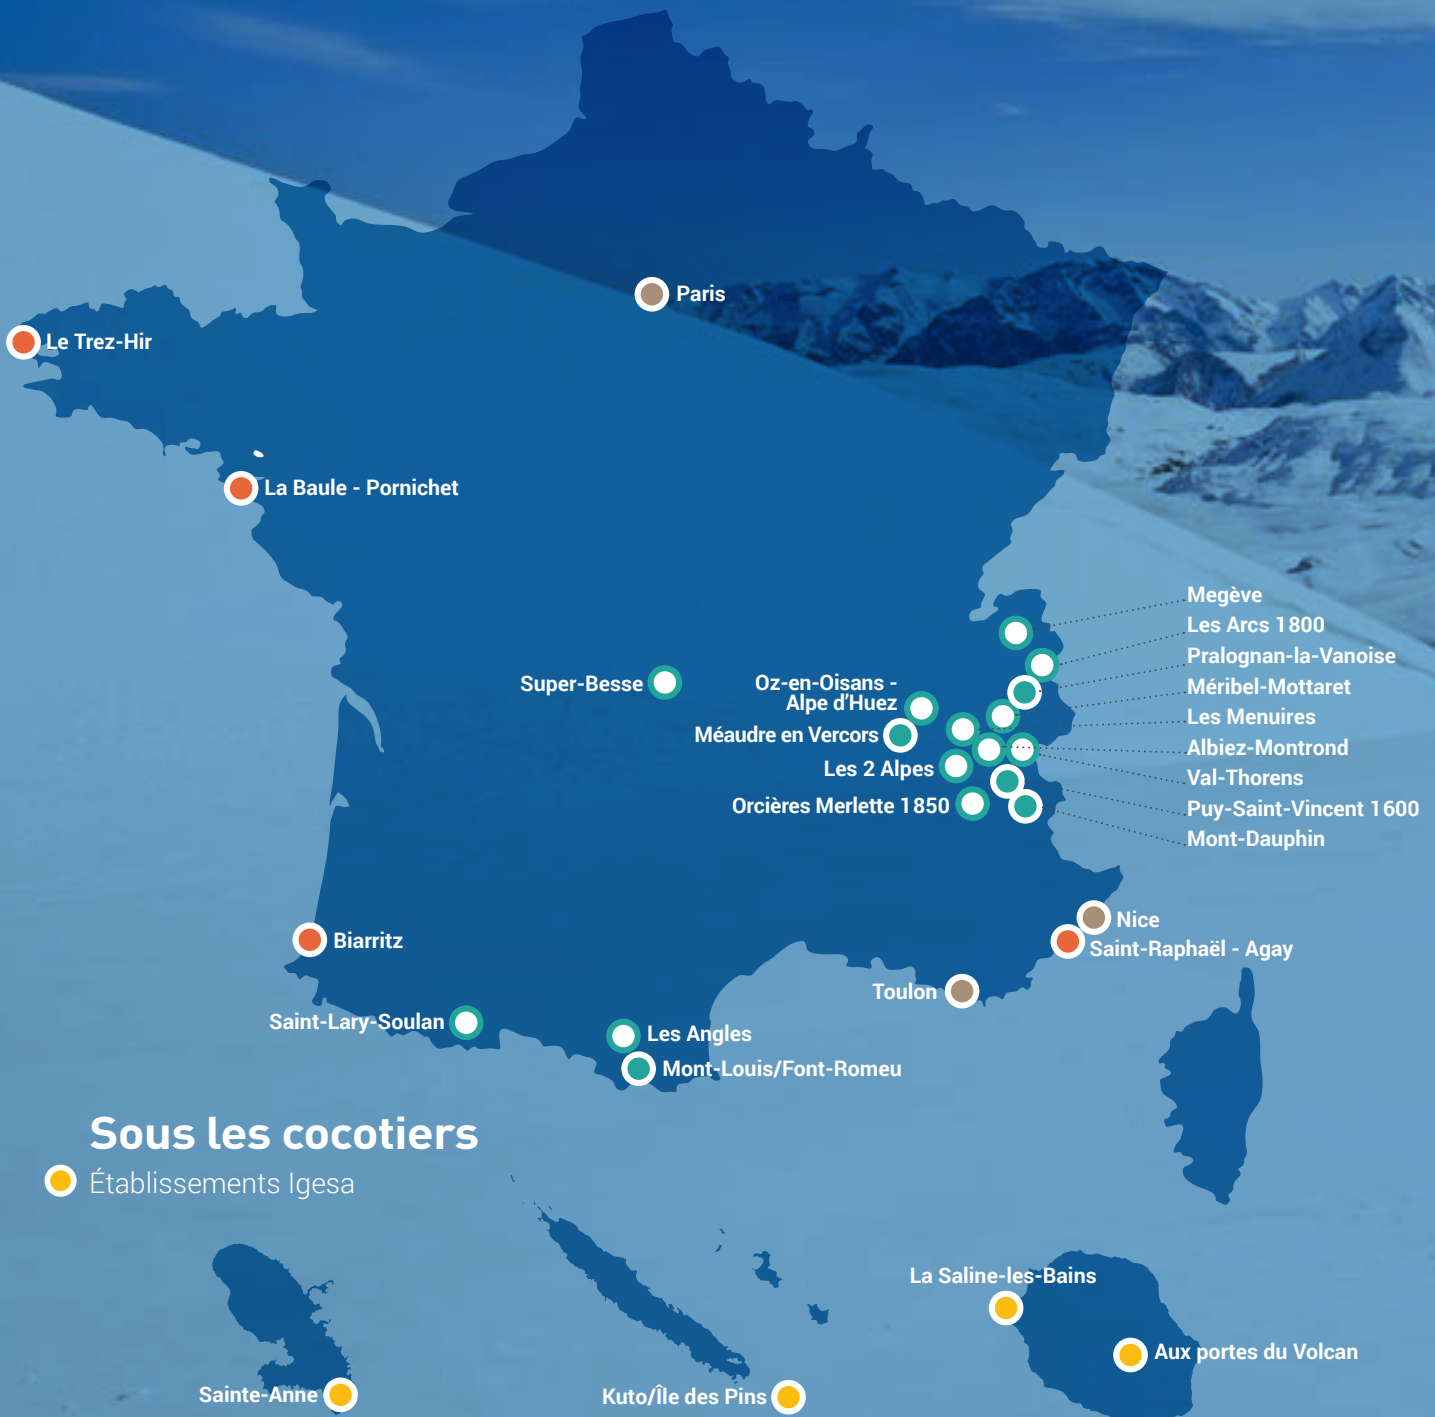 Paris
Le Trez-Hir
La Baule - Pornichet
Megève
Les Arcs 1800
Pralognan-la-Vanoise
Méribel-Mottaret
Les Menuires
Albiez-Montrond
Val-Thorens
Puy-Saint-Vincent 1600
Mont-Dauphin
Super-Besse
Oz-en-Oisans -
Alpe d'Huez
Méaudre en Vercors
Les 2 Alpes
Orcières Merlette 1850
Nice
Saint-Raphaël - Agay
Biarritz
Toulon
Saint-Lary-Soulan
Les Angles
Mont-Louis/Font-Romeu
Sous les cocotiers
Établissements Igesa
La Saline-les-Bains
Aux portes du Volcan
Sainte-Anne
Kuto/Île des Pins